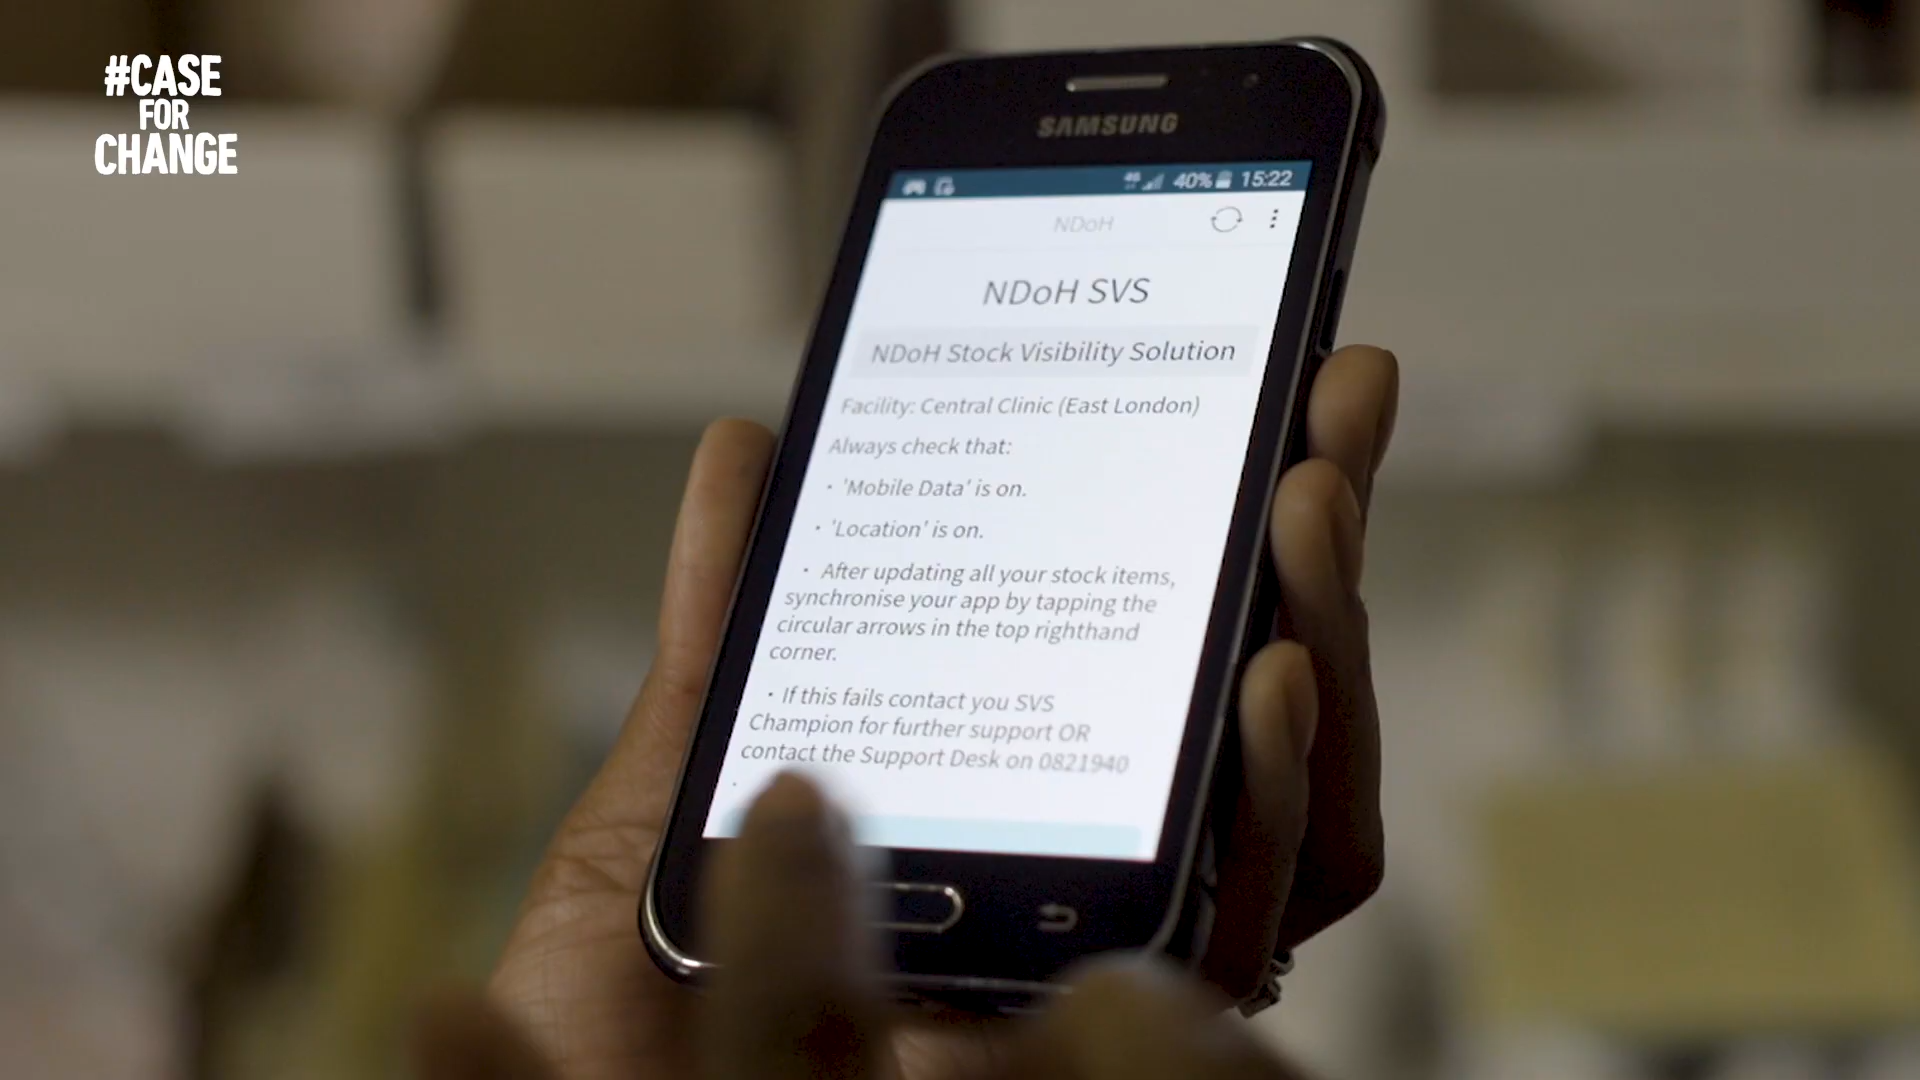 #CASE
FOR
CHANGE
SAMSUNG
4G 40% 15:22
NDoH
NDoH SVS
NDoH Stock Visibility Solution
Facility: Central Clinic (East London)
Always check that:
· 'Mobile Data' is on.
· 'Location' is on.
· After updating all your stock items,
synchronise your app by tapping the
circular arrows in the top righthand
corner.
· If this fails contact you SVS
Champion for further support OR
contact the Support Desk on 0821940